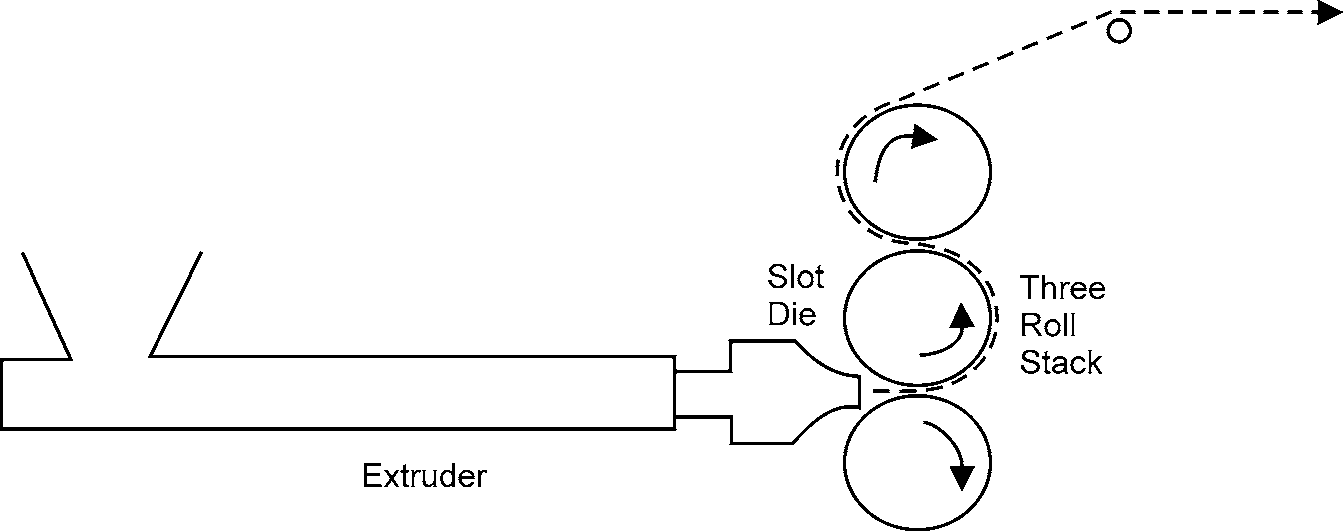 Slot
Die
Three
Roll
Stack
Extruder